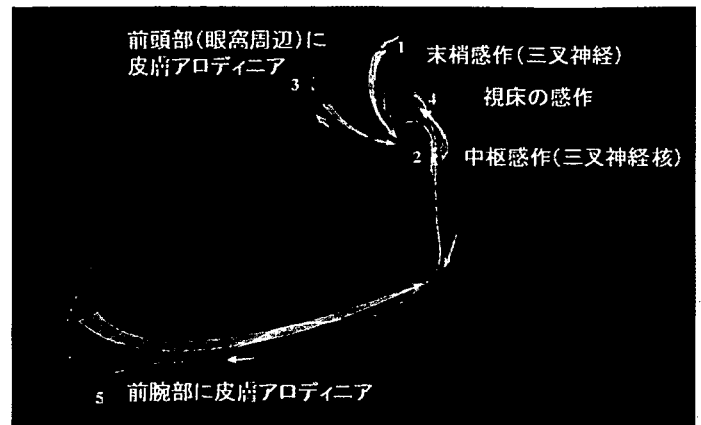 前頭部(眼窩周辺)に
皮膚アロディニア
3
1 末梢感作(三叉神経)
4 視床の感作
2 中枢感作(三叉神経核)
5 前腕部に皮膚アロディニア